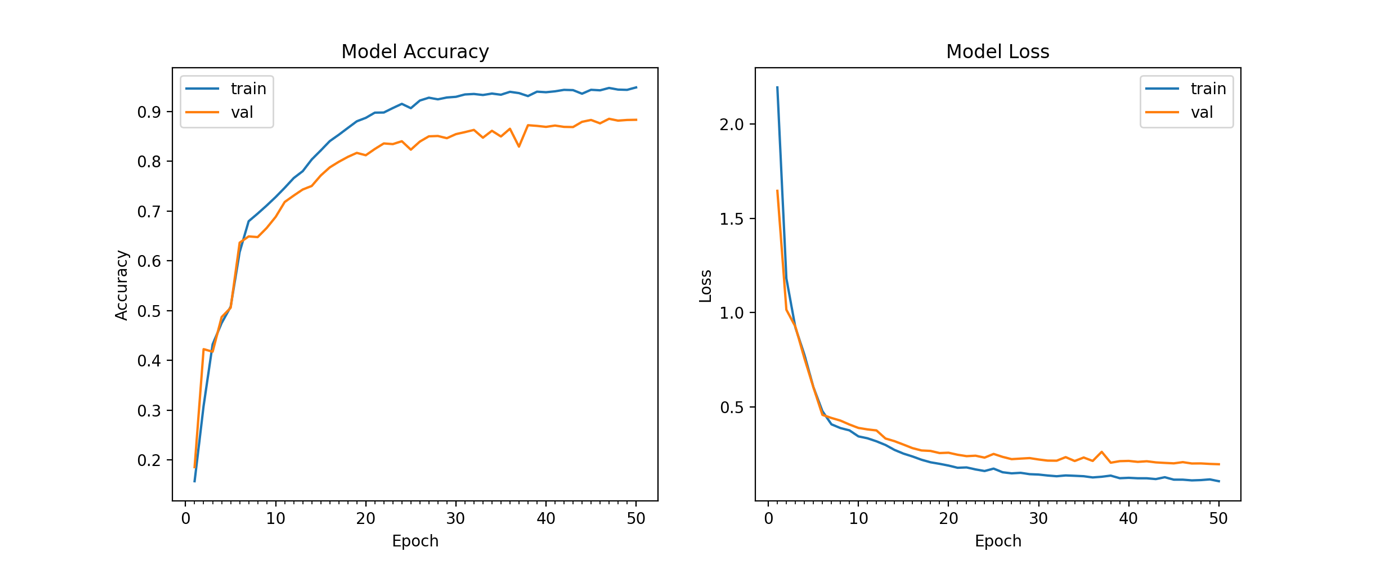 Model Accuracy
train
val
0.9
0.8
0.7
0.6
0.5
0.4
0.3
0.2
Accuracy
0 10 20 30 40 50
Epoch
Model Loss
train
val
2.0
1.5
1.0
0.5
Loss
0 10 20 30 40 50
Epoch